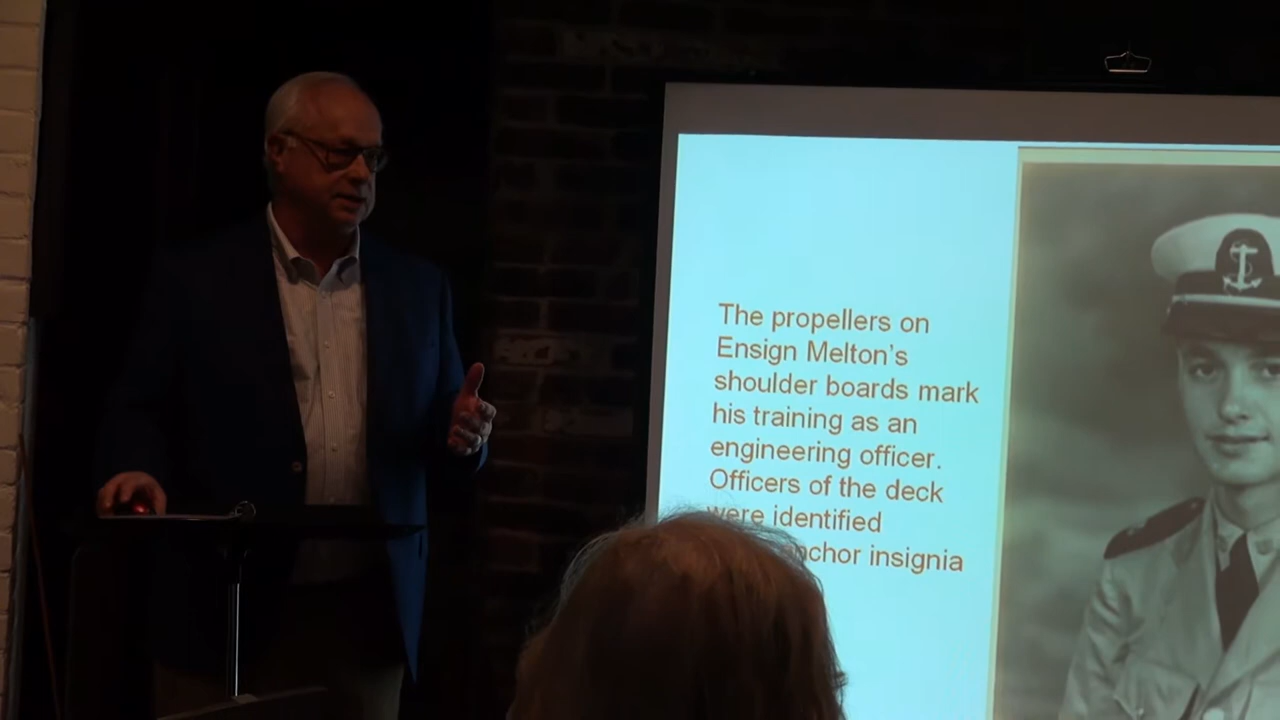 The propellers on
Ensign Melton's
shoulder boards mark
his training as an
engineering officer.
Officers of the deck
were identified
anchor insignia